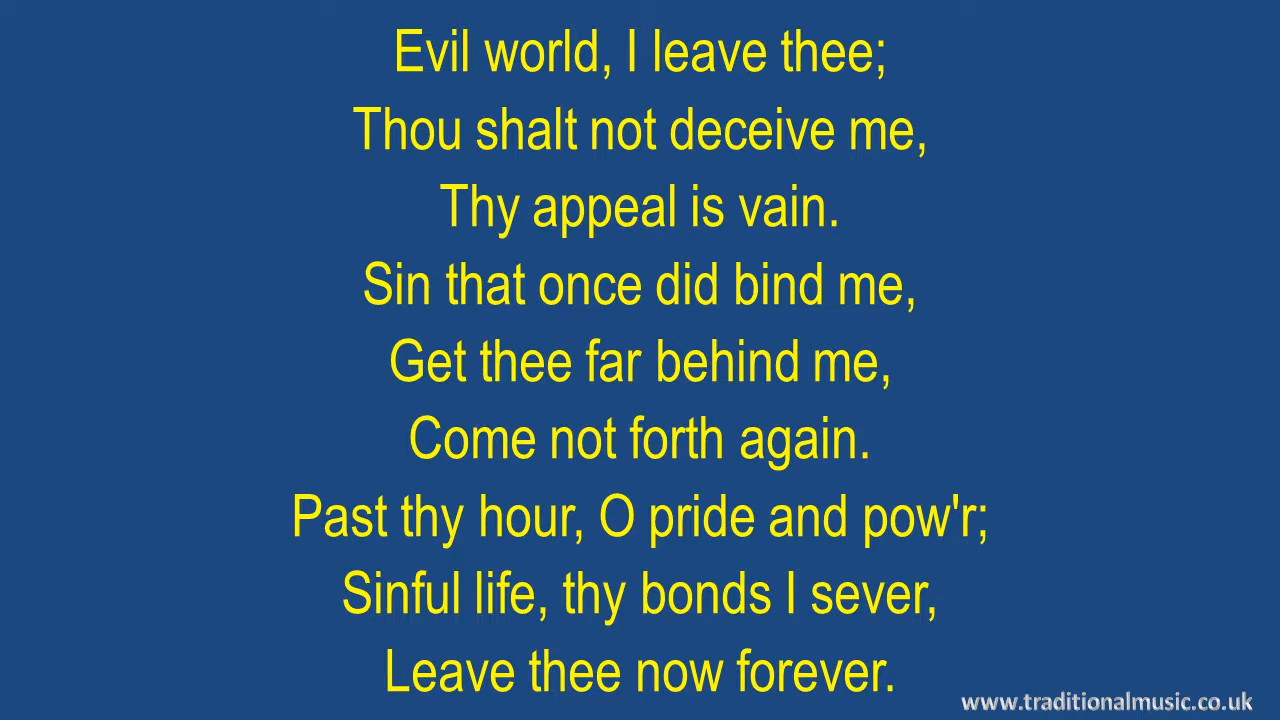 Evil world, I leave thee;
Thou shalt not deceive me,
Thy appeal is vain.
Sin that once did bind me,
Get thee far behind me,
Come not forth again.
Past thy hour, O pride and pow'r;
Sinful life, thy bonds I sever,
Leave thee now forever.
www.traditionalmusic.co.uk